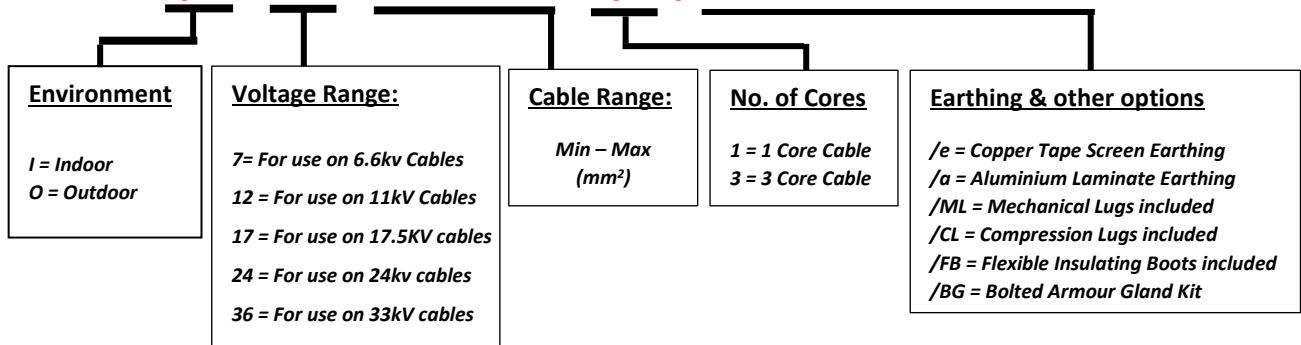 Environment
I = Indoor
O = Outdoor
Voltage Range:
7= For use on 6.6kv Cables
12 = For use on 11kV Cables
17 = For use on 17.5KV cables
24 = For use on 24kv cables
36 = For use on 33kV cables
Cable Range:
Min – Max
(mm²)
No. of Cores
1 = 1 Core Cable
3 = 3 Core Cable
Earthing & other options
/e = Copper Tape Screen Earthing
/a = Aluminium Laminate Earthing
/ML = Mechanical Lugs included
/CL = Compression Lugs included
/FB = Flexible Insulating Boots included
/BG = Bolted Armour Gland Kit